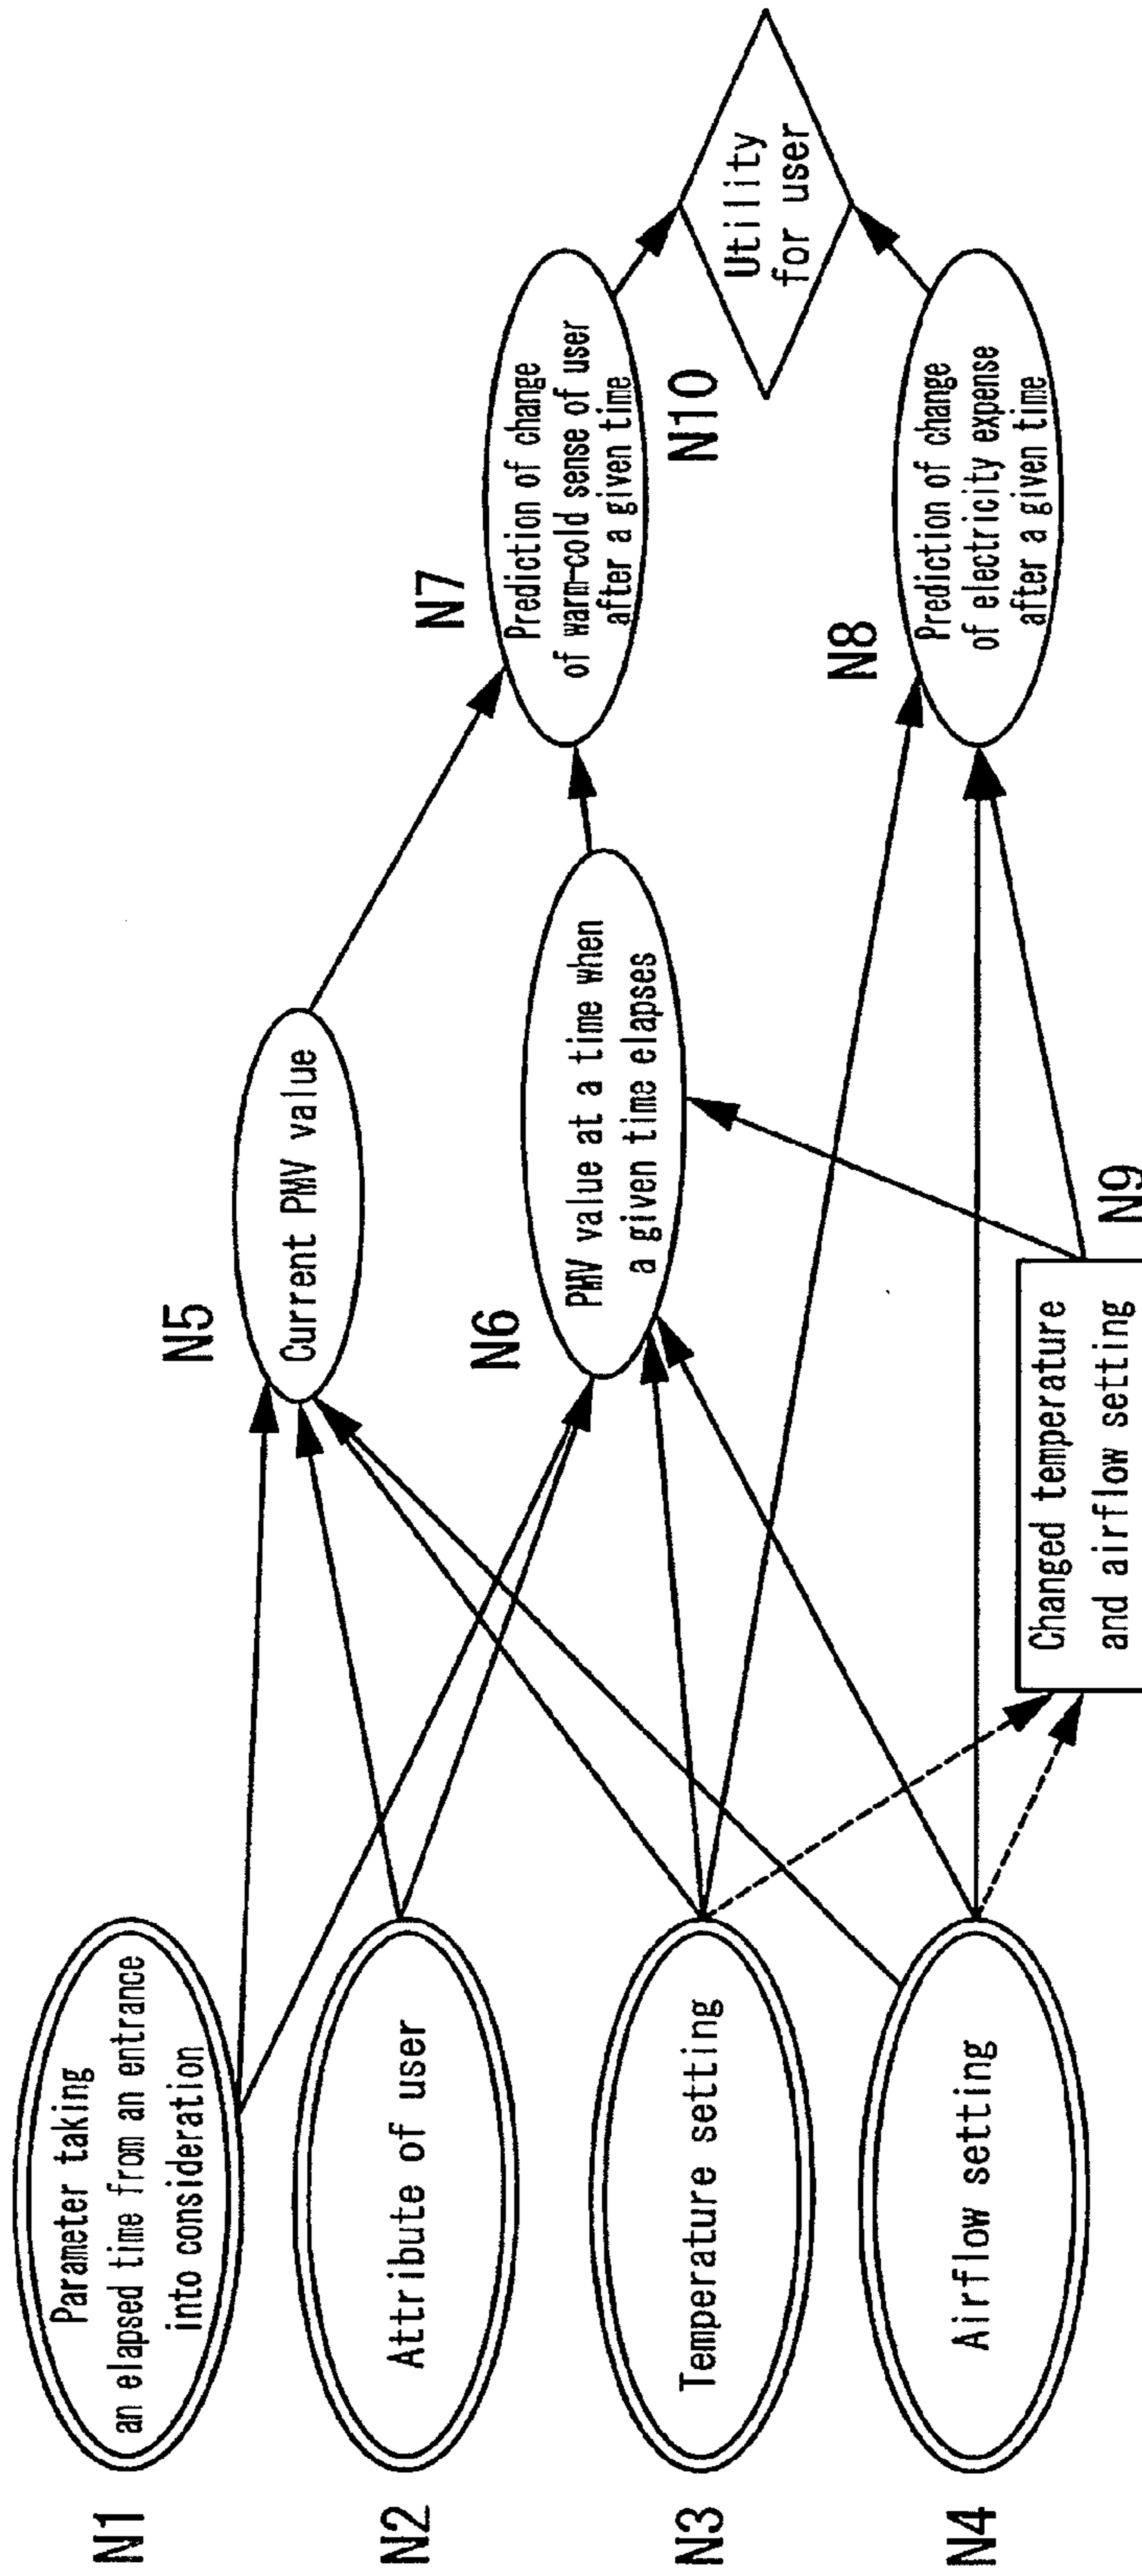 N1
Parameter taking
an elapsed time from an entrance
into consideration
N2
Attribute of user
N3
Temperature setting
N4
Airflow setting
N5
Current PMV value
N6
PMV value at a time when
a given time elapses
N9
Changed temperature
and airflow setting
N7
Prediction of change
of warm-cold sense of user
after a given time
N8
Prediction of change
of electricity expense
after a given time
N10
Utility
for user